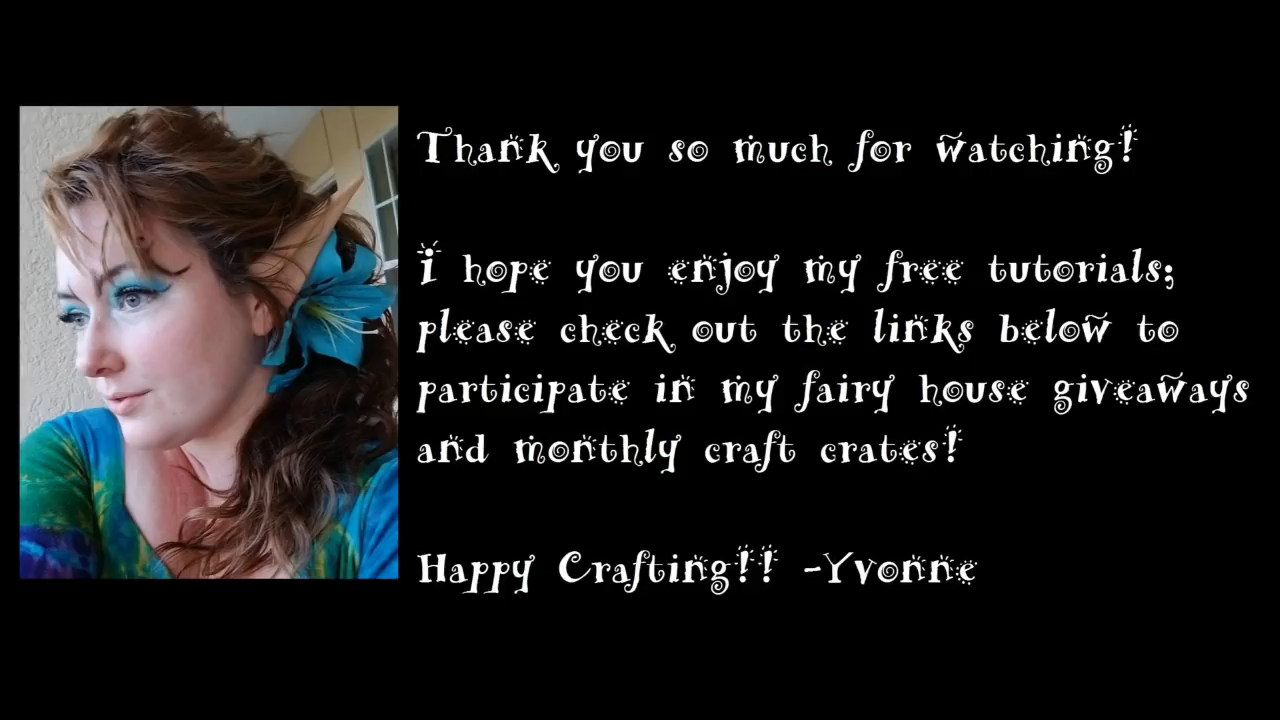 Thank you so much for watching!
I hope you enjoy my free tutorials;
please check out the links below to
participate in my fairy house giveaways
and monthly craft crates!
Happy Crafting!! -Yvonne